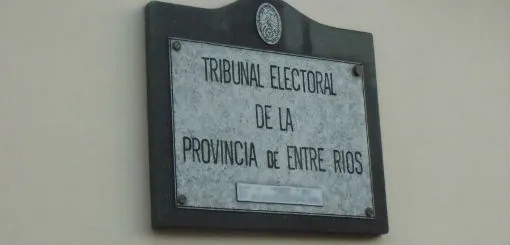 TRIBUNAL ELECTORAL
DE LA
PROVINCIA DE ENTRE RIOS